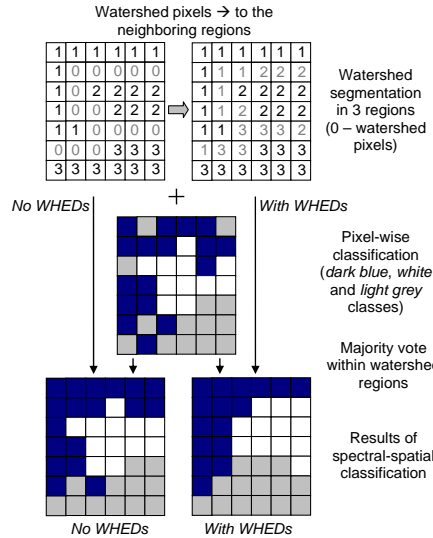 Watershed pixels → to the
neighboring regions
1 1 1 1 1 1
1 0 0 0 0 0
1 0 2 2 2 2
1 0 0 2 2 2
1 1 0 0 0 0
0 0 0 3 3 3
3 3 3 3 3 3
1 1 1 1 1 1
1 1 1 2 2 2
1 1 2 2 2 2
1 1 2 2 2 2
1 1 3 3 3 2
1 3 3 3 3 3
3 3 3 3 3 3
Watershed
segmentation
in 3 regions
(0 – watershed
pixels)
+
No WHEDs
With WHEDs
Pixel-wise
classification
(dark blue, white
and light grey
classes)
Majority vote
within watershed
regions
Results of
spectral-spatial
classification
No WHEDs
With WHEDs